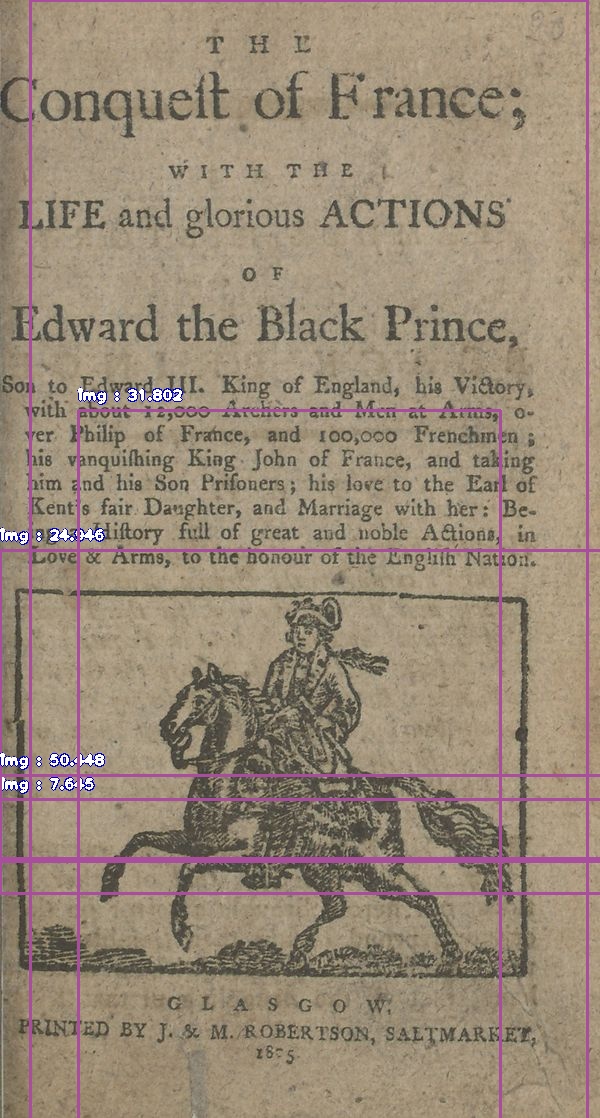 THE
Conqueſt of France;
WITH THE
LIFE and glorious ACTIONS
OF
Edward the Black Prince,
Son to Edward III. King of England, his Victory,
with about 12,000 Archers and Men at Arms, o-
ver Philip of France, and 100,000 Frenchmen;
his vanquiſhing King John of France, and taking
him and his Son Priſoners; his love to the Earl of
Kent's fair Daughter, and Marriage with her: Be-
Hiſtory full of great and noble Actions, in
Love & Arms, to the honour of the Engliſh Nation.
GLASGOW,
PRINTED BY J. & M. ROBERTSON, SALTMARKET,
Img : 31.802
Img : 24.946
Img : 50.448
Img : 7.645